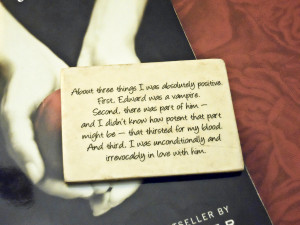 About three things I was absolutely positive.
First, Edward was a vampire.
Second, there was part of him –
and I didn't know how potent that part
might be – that thirsted for my blood.
And third, I was unconditionally and
irrevocably in love with him.
SELLER BY